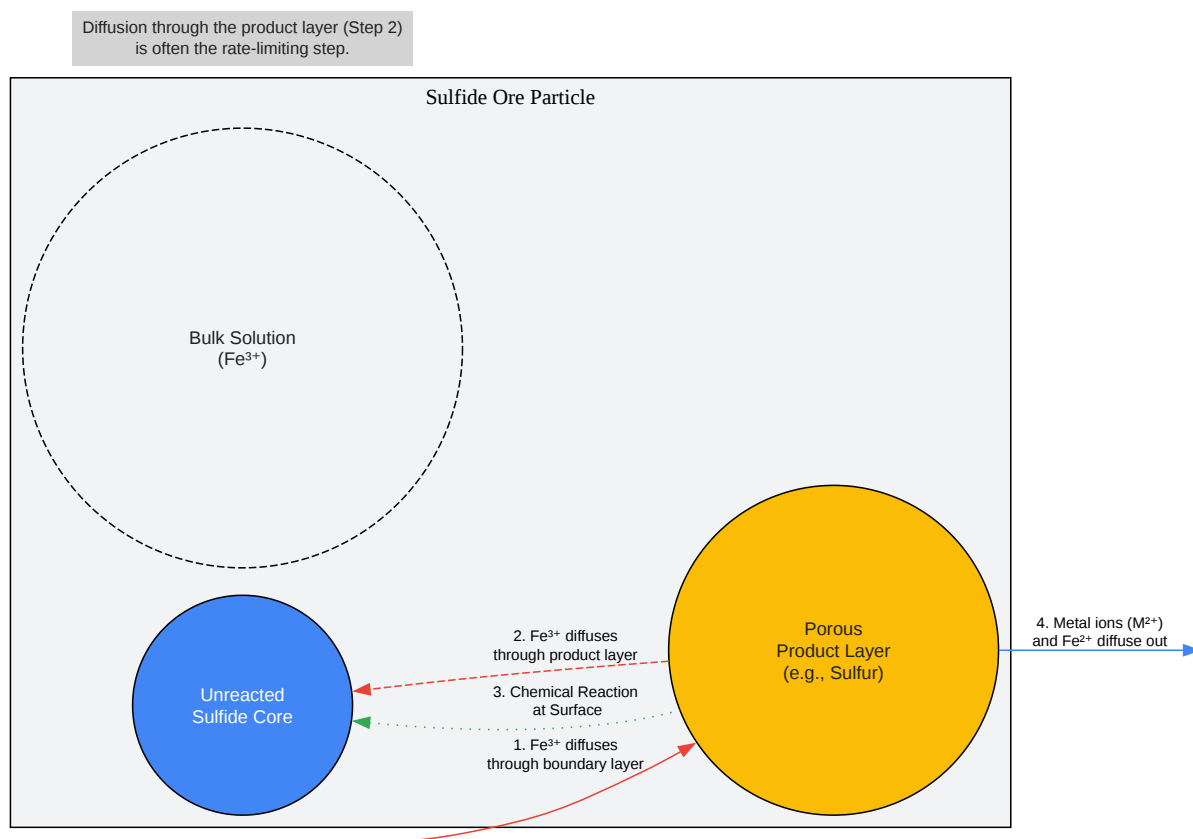 Diffusion through the product layer (Step 2)
is often the rate-limiting step.
Sulfide Ore Particle
Bulk Solution
(Fe³⁺)
Porous
Product Layer
(e.g., Sulfur)
4. Metal ions (M²⁺)
and Fe²⁺ diffuse out
2. Fe³⁺ diffuses
through product layer
3. Chemical Reaction
at Surface
Unreacted
Sulfide Core
1. Fe³⁺ diffuses
through boundary layer